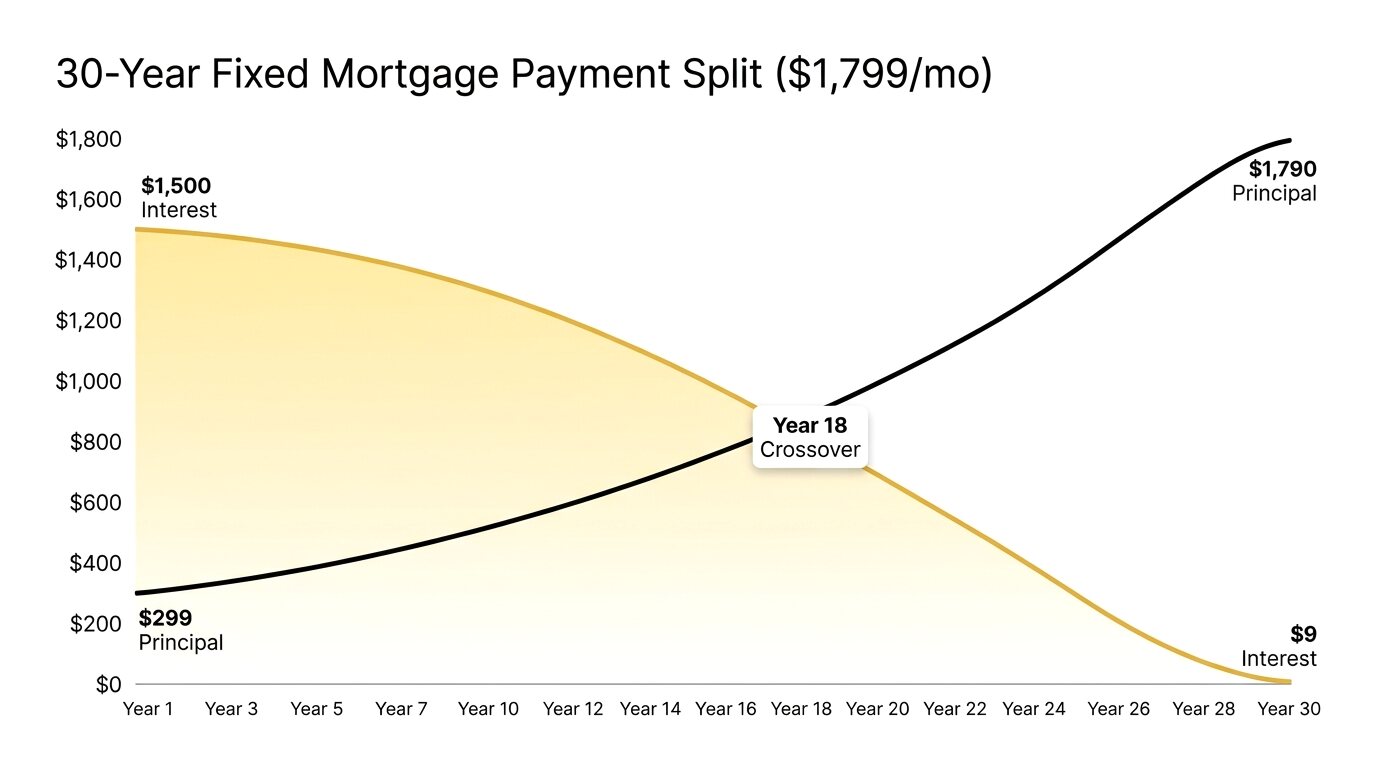 30-Year Fixed Mortgage Payment Split ($1,799/mo)
$1,800
$1,600
$1,400
$1,200
$1,000
$800
$600
$400
$200
$0
$1,500
Interest
$299
Principal
Year 18
Crossover
$1,790
Principal
$9
Interest
Year 1 Year 3 Year 5 Year 7 Year 10 Year 12 Year 14 Year 16 Year 18 Year 20 Year 22 Year 24 Year 26 Year 28 Year 30